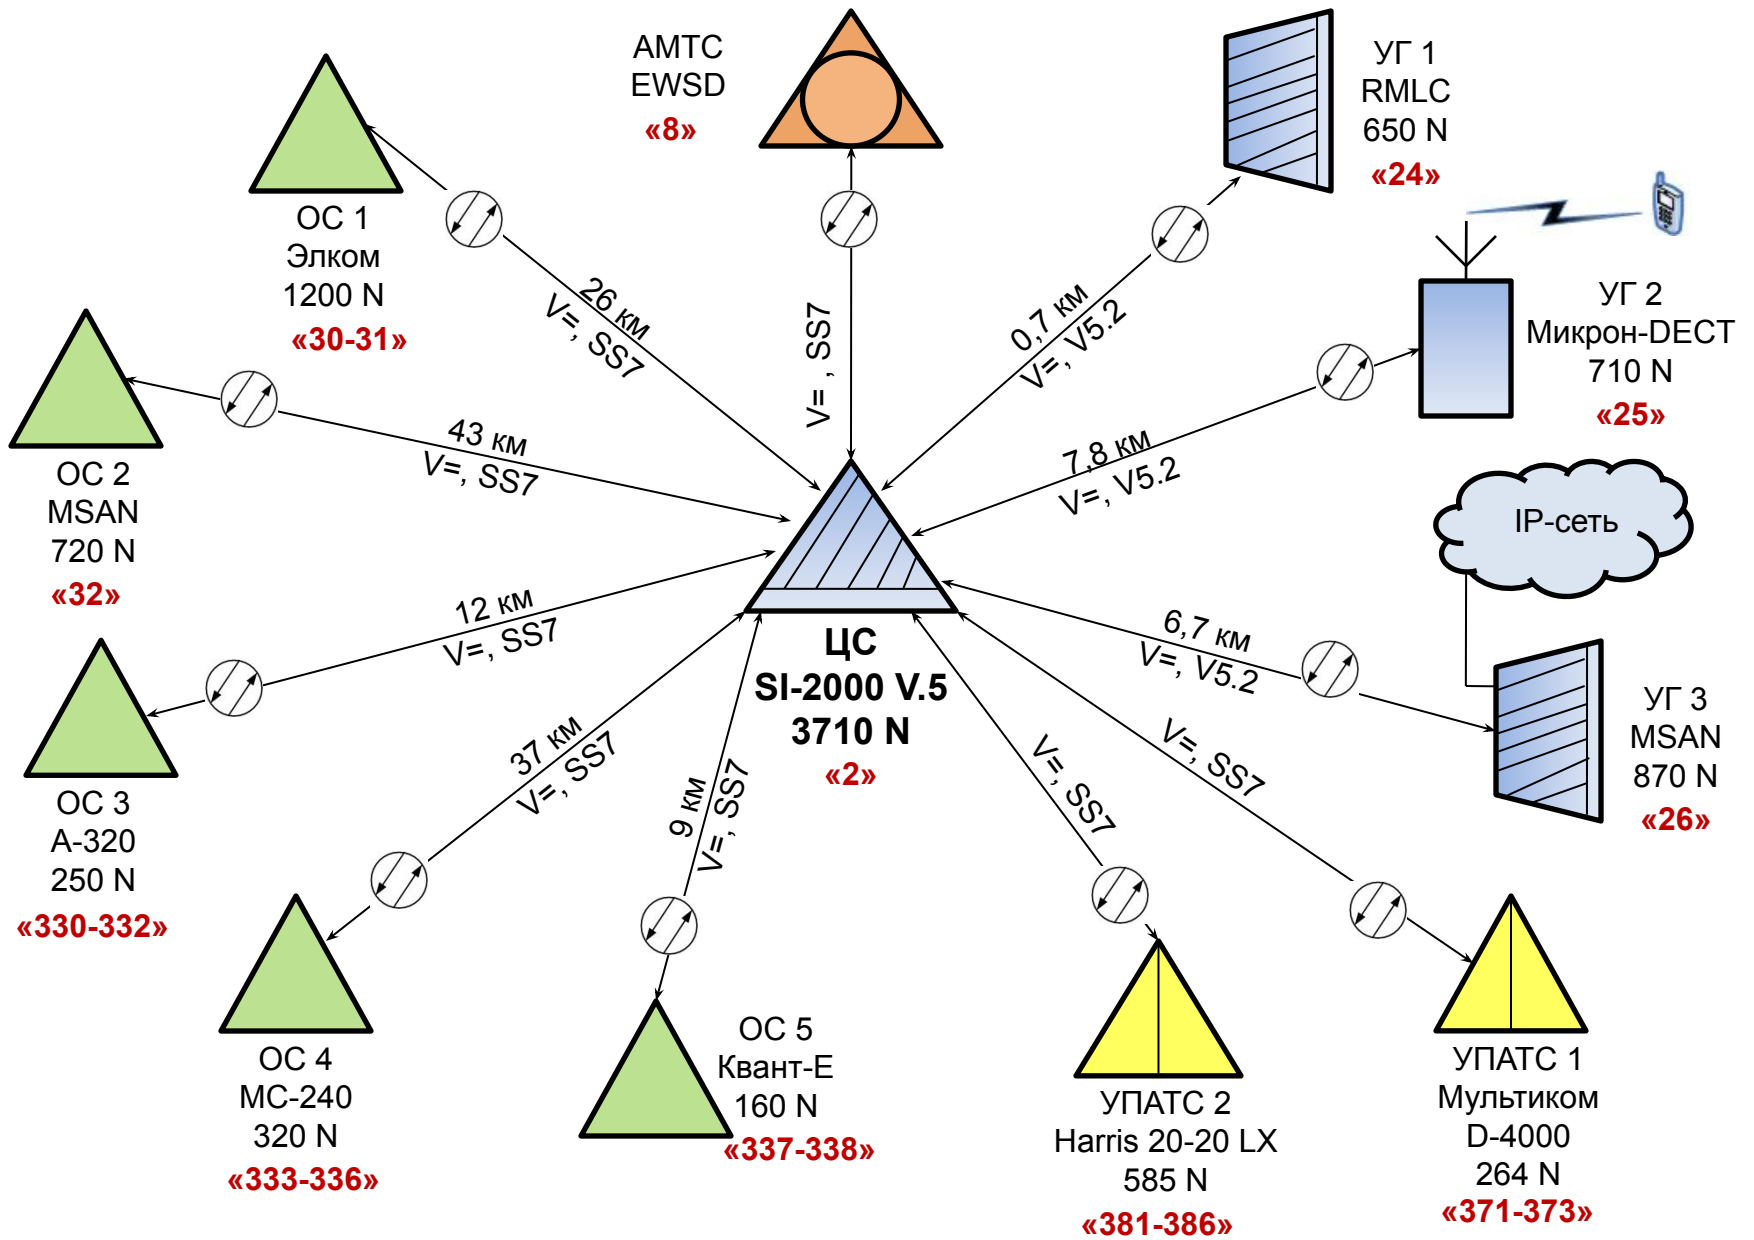 АМТС
EWSD
«8»
УГ 1
RMLC
650 N
«24»
ОС 1
Элком
1200 N
«30-31»
26 км
V=, SS7
V= , SS7
0,7 км
V=, V5.2
УГ 2
Микрон-DECT
710 N
«25»
7,8 км
V=, V5.2
43 км
V=, SS7
ОС 2
MSAN
720 N
«32»
IP-сеть
12 км
V=, SS7
6,7 км
V=, V5.2
ЦС
SI-2000 V.5
3710 N
«2»
УГ 3
MSAN
870 N
«26»
ОС 3
А-320
250 N
«330-332»
37 км
V=, SS7
9 км
V=, SS7
V=, SS7
V=, SS7
ОС 4
МС-240
320 N
«333-336»
ОС 5
Квант-Е
160 N
«337-338»
УПАТС 2
Harris 20-20 LX
585 N
«381-386»
УПАТС 1
Мультиком
D-4000
264 N
«371-373»